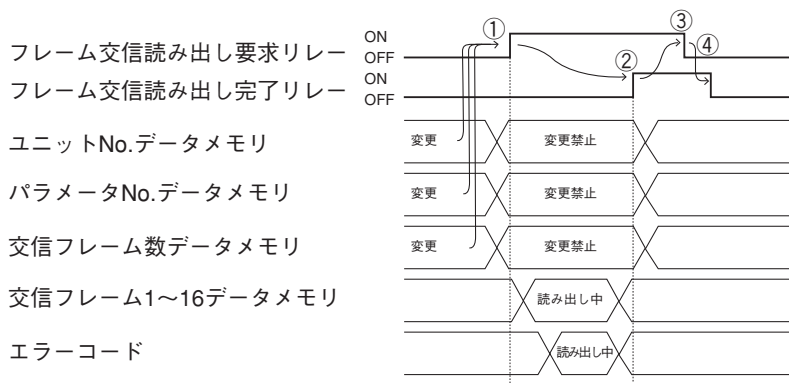 ① ③
フレーム交信読み出し要求リレー ON OFF ④
フレーム交信読み出し完了リレー ON OFF ②
ユニットNo.データメモリ 変更 変更禁止
パラメータNo.データメモリ 変更 変更禁止
交信フレーム数データメモリ 変更 変更禁止
交信フレーム1〜16データメモリ 読み出し中
エラーコード 読み出し中